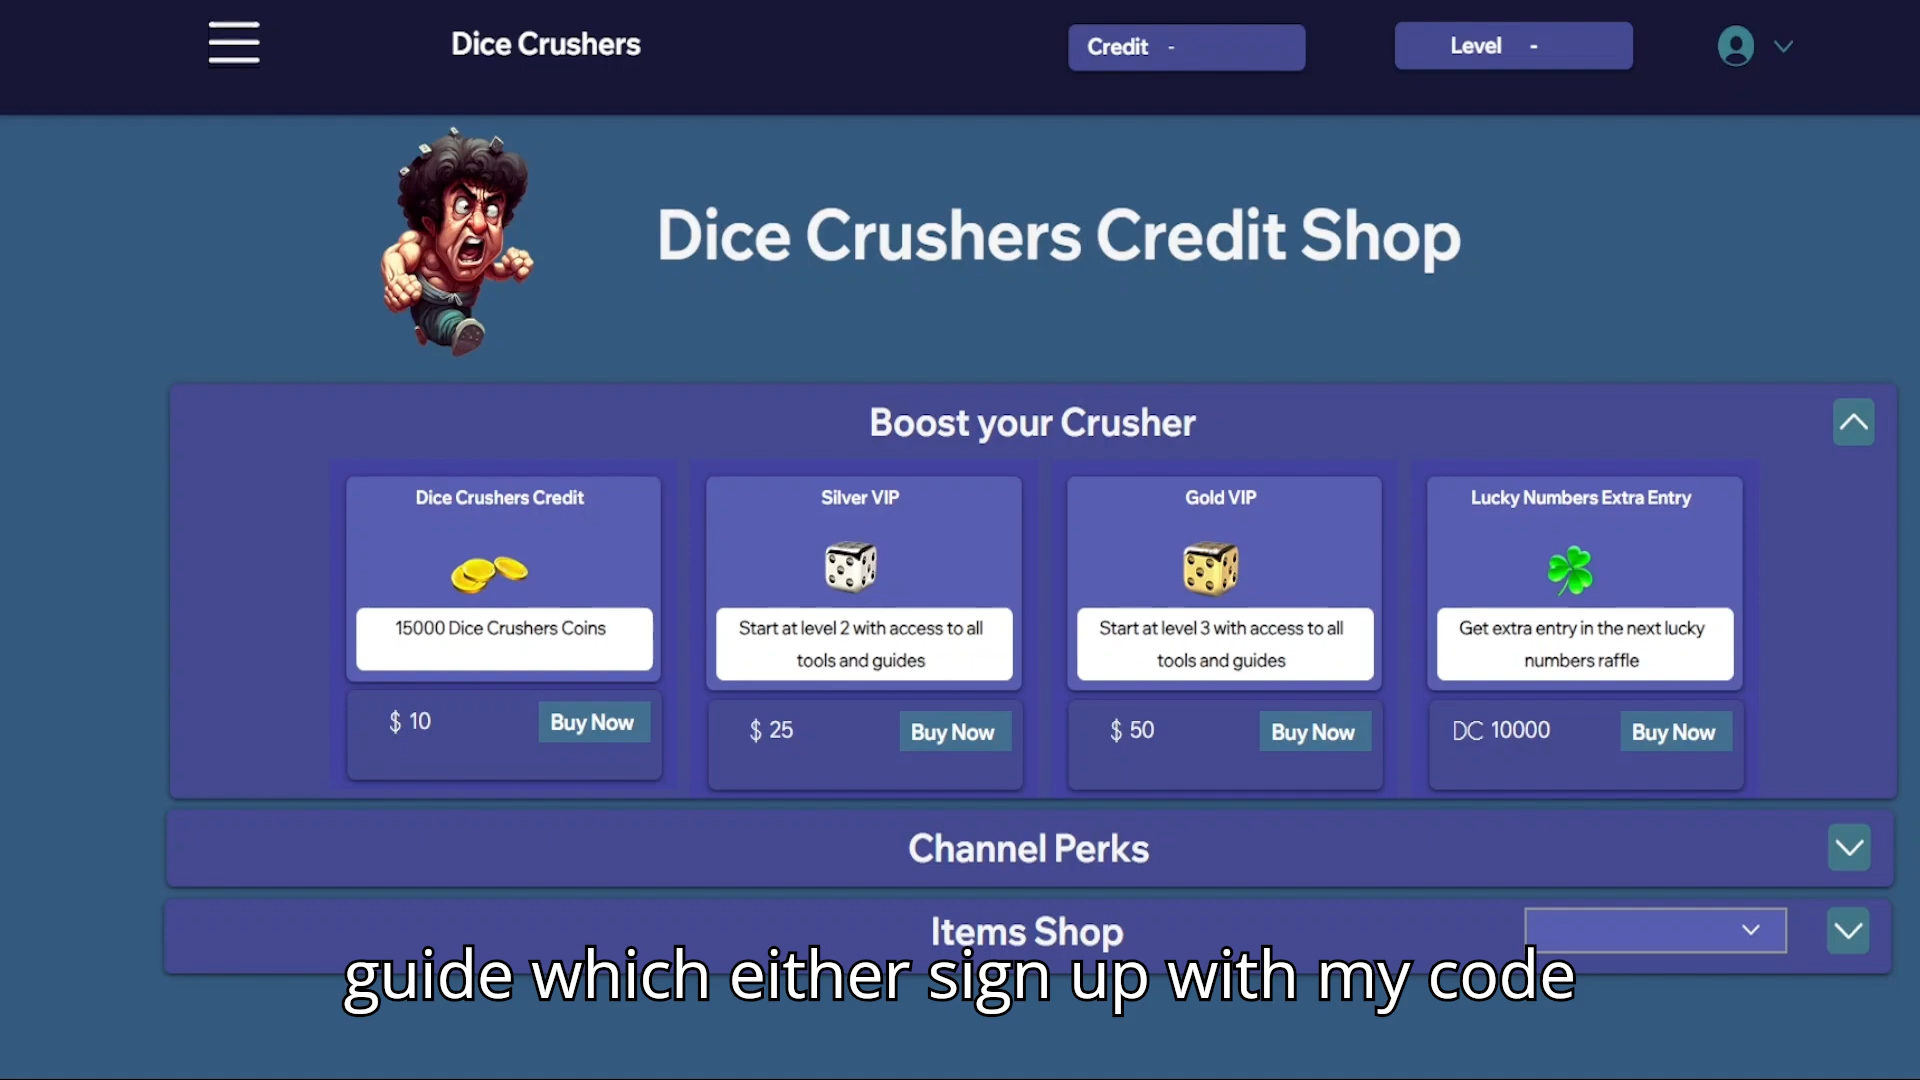 Dice Crushers
Credit -
Level -
Dice Crushers Credit Shop
Boost your Crusher
Dice Crushers Credit
15000 Dice Crushers Coins
$ 10
Buy Now
Silver VIP
Start at level 2 with access to all
tools and guides
$ 25
Buy Now
Gold VIP
Start at level 3 with access to all
tools and guides
$ 50
Buy Now
Lucky Numbers Extra Entry
Get extra entry in the next lucky
numbers raffle
DC 10000
Buy Now
Channel Perks
Items Shop
guide which either sign up with my code